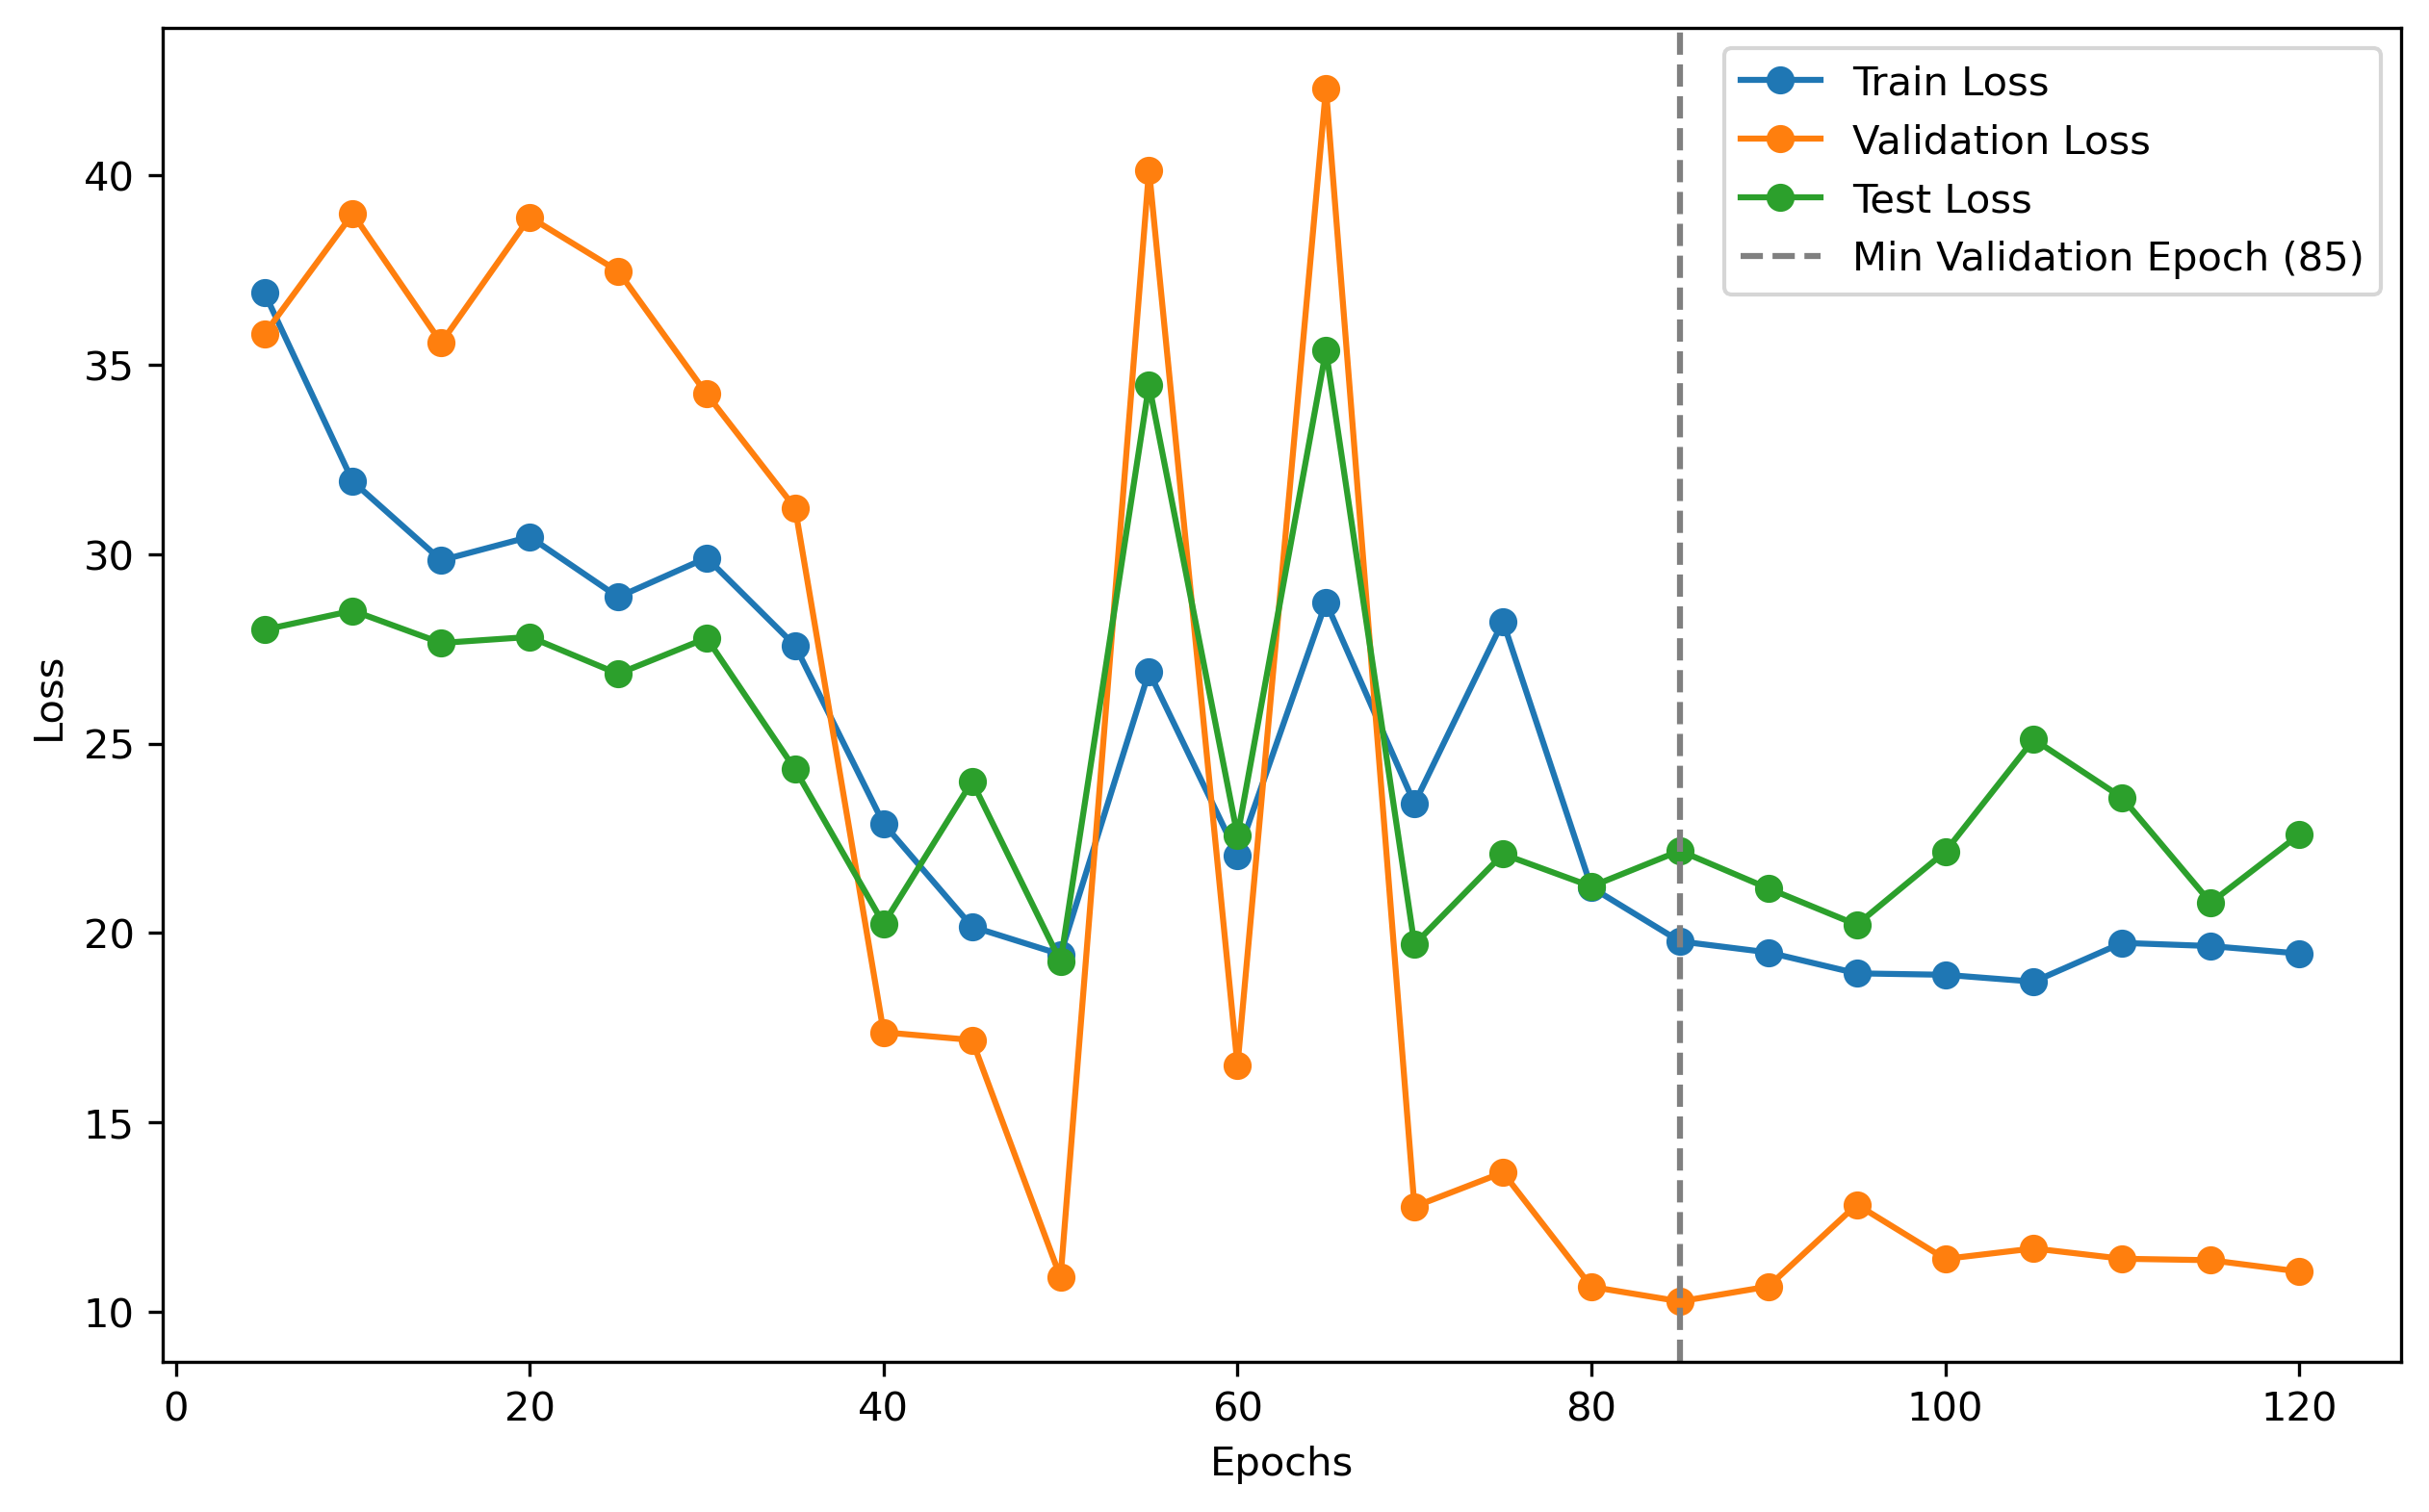 Train Loss
Validation Loss
Test Loss
Min Validation Epoch (85)
Loss
40
35
30
25
20
15
10
0 20 40 60 80 100 120
Epochs